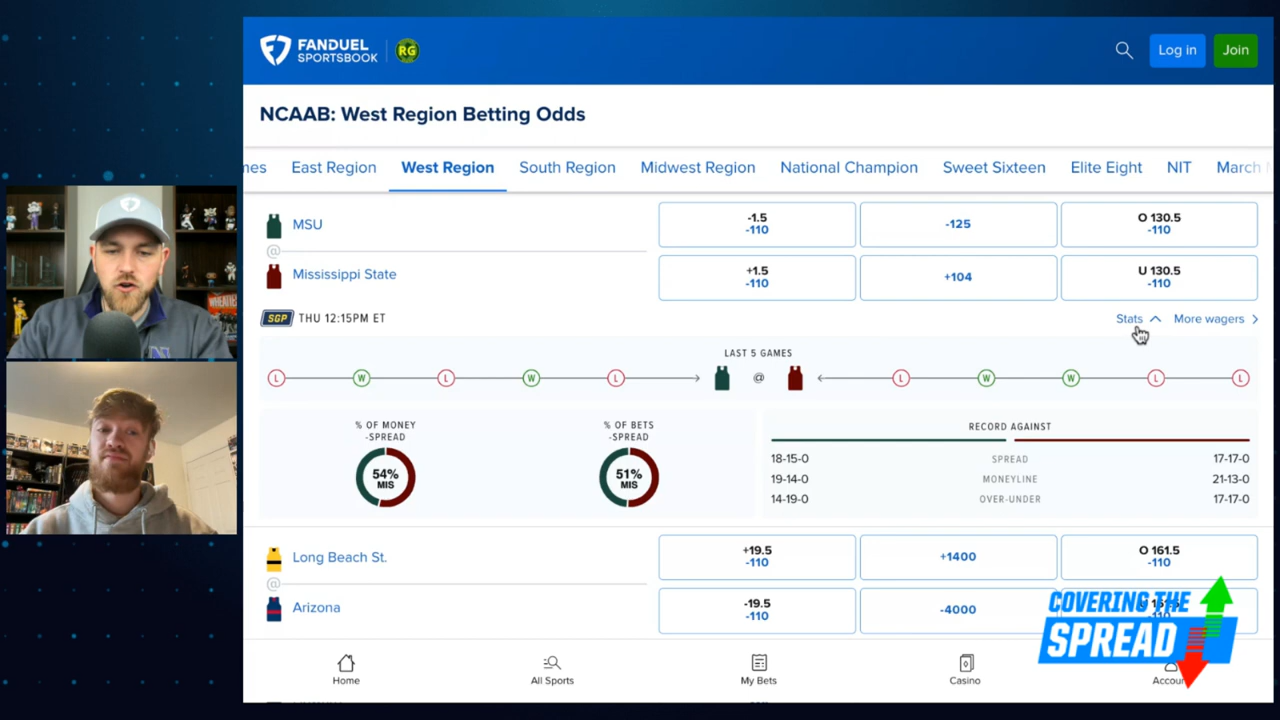 FANDUEL
SPORTSBOOK
RG
Log in
Join
NCAAB: West Region Betting Odds
mes
East Region
West Region
South Region
Midwest Region
National Champion
Sweet Sixteen
Elite Eight
NIT
March
MSU
-1.5
-110
-125
O 130.5
-110
@
Mississippi State
+1.5
-110
+104
U 130.5
-110
SGP
THU 12:15PM ET
Stats
More wagers
LAST 5 GAMES
L W L W L @ L W W L L
% OF MONEY
-SPREAD
54%
MIS
% OF BETS
-SPREAD
51%
MIS
RECORD AGAINST
18-15-0 SPREAD 17-17-0
19-14-0 MONEYLINE 21-13-0
14-19-0 OVER-UNDER 17-17-0
Long Beach St.
+19.5
-110
+1400
O 161.5
-110
@
Arizona
-19.5
-110
-4000
COVERING THE
SPREAD
Home
All Sports
My Bets
Casino
Accou